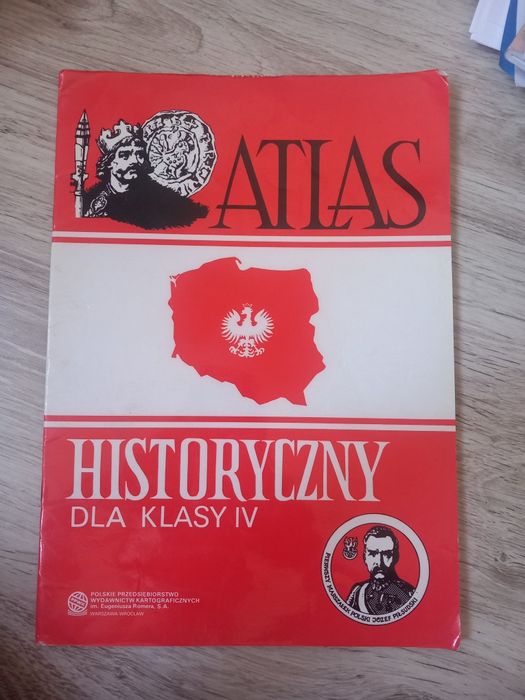 ATLAS
HISTORYCZNY
DLA KLASY IV
POLSKIE PRZEDSIĘBIORSTWO
WYDAWNICTW KARTOGRAFICZNYCH
im. Eugeniusza Romera, S.A.
WARSZAWA WROCŁAW
PIERWSZY MARSZAŁEK POLSKI JÓZEF PIŁSUDSKI